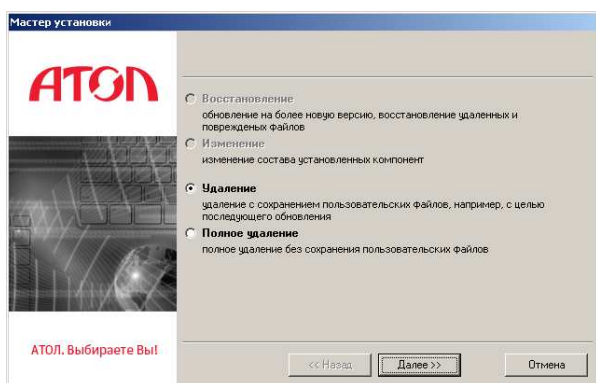 Мастер установки
АТОЛ
Восстановление
обновление на более новую версию, восстановление удаленных и
поврежденых файлов
Изменение
изменение состава установленных компонент
Удаление
удаление с сохранением пользовательских файлов, например, с целью
последующего обновления
Полное удаление
полное удаление без сохранения пользовательских файлов
АТОЛ. Выбираете Вы!
<< Назад
Далее >>
Отмена